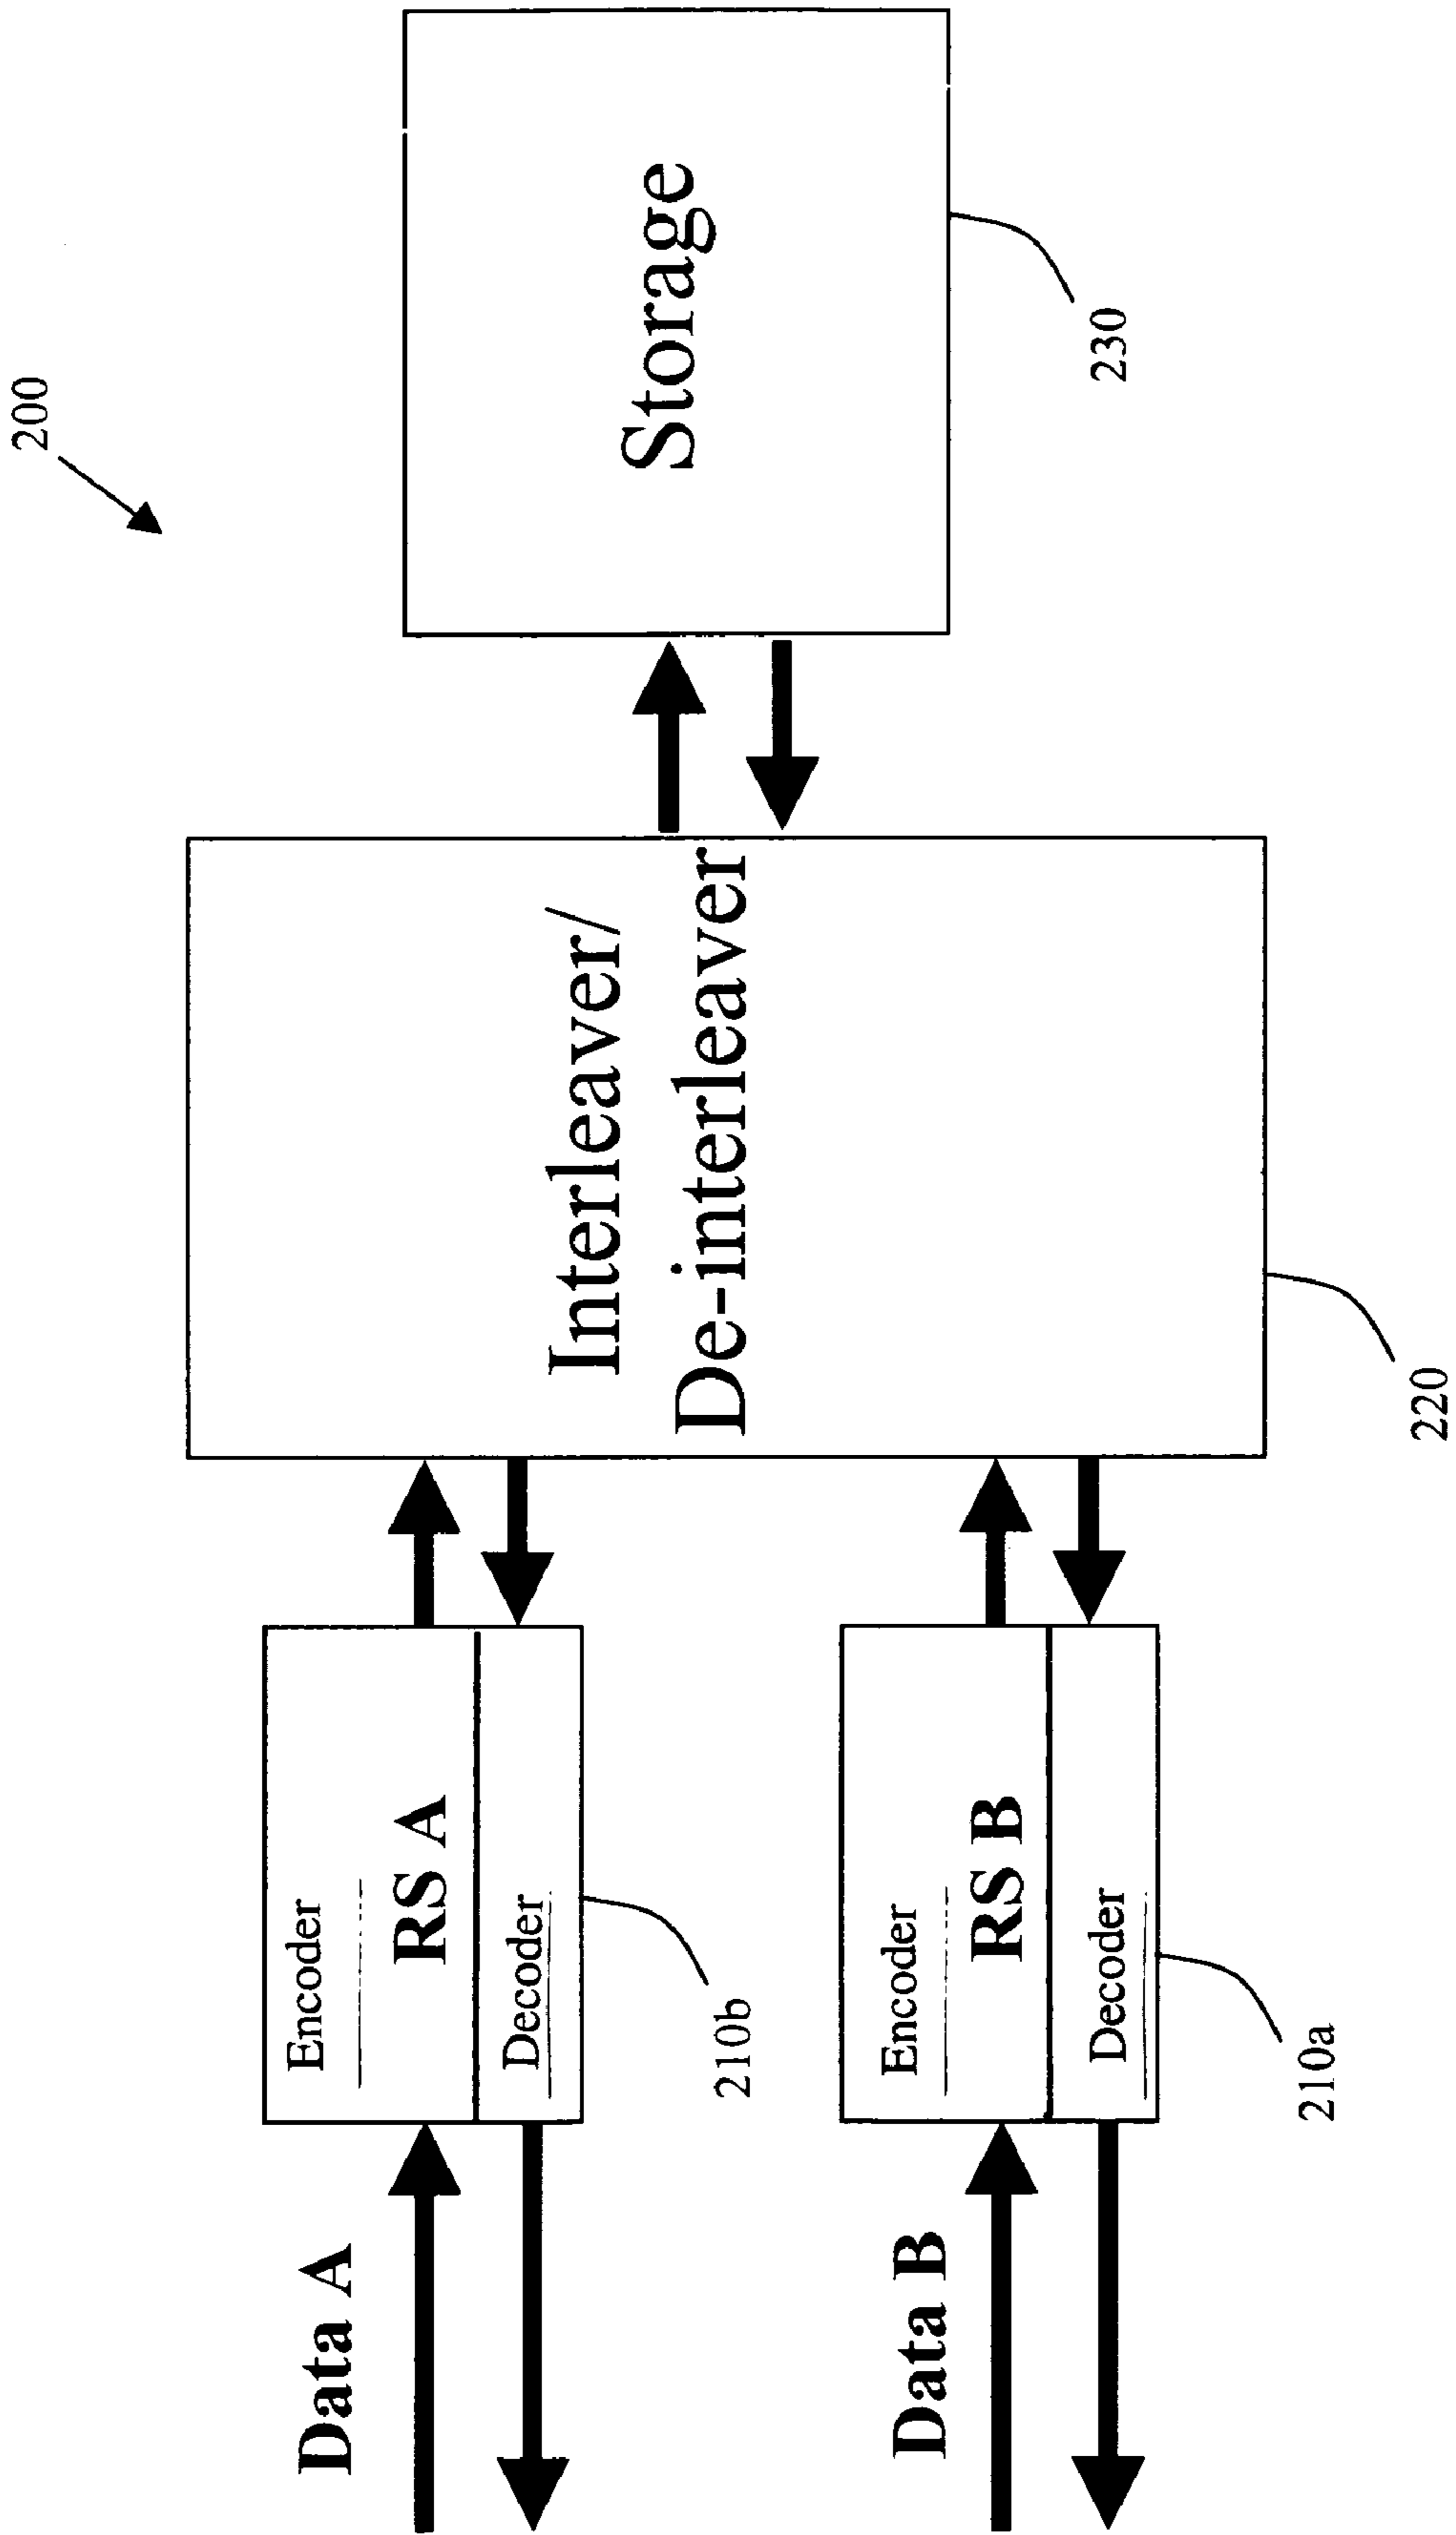 200
Data A
Encoder
RS A
Decoder
210b
Data B
Encoder
RS B
Decoder
210a
Interleaver/
De-interleaver
220
Storage
230